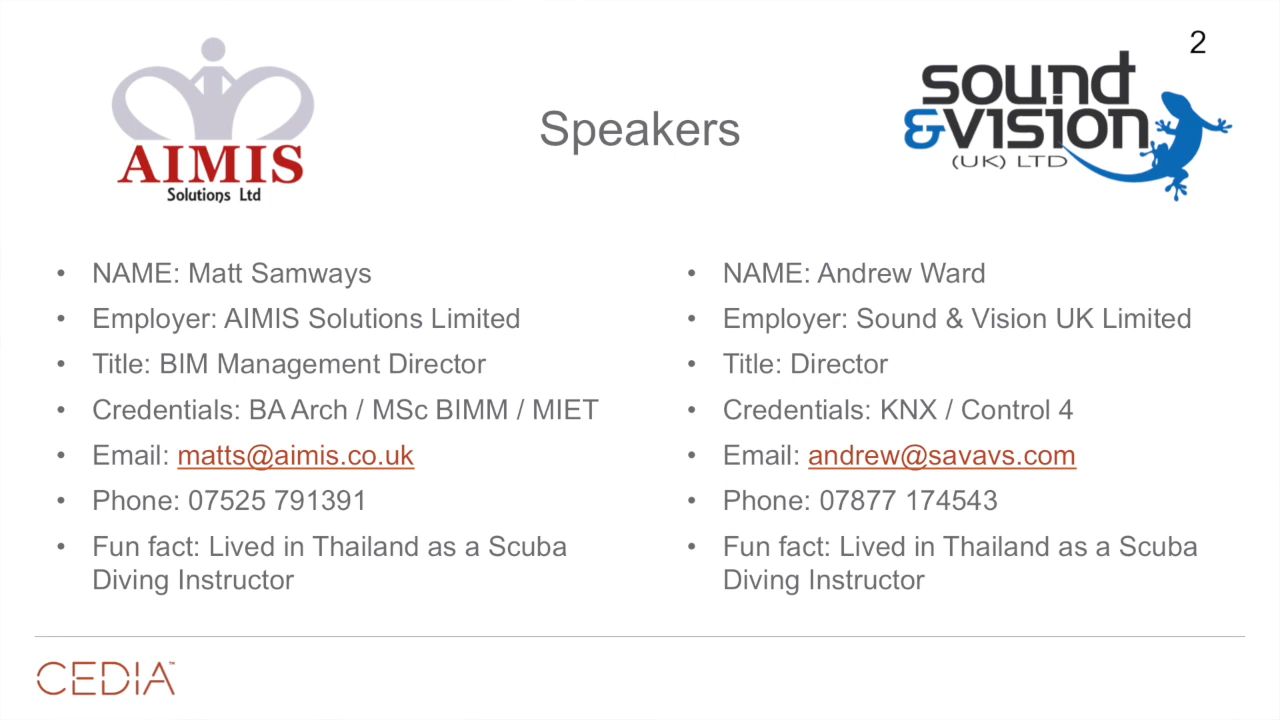 2
AIMIS
Solutions Ltd
Speakers
sound
&vision
(UK) LTD
• NAME: Matt Samways
• Employer: AIMIS Solutions Limited
• Title: BIM Management Director
• Credentials: BA Arch / MSc BIMM / MIET
• Email: matts@aimis.co.uk
• Phone: 07525 791391
• Fun fact: Lived in Thailand as a Scuba
Diving Instructor
• NAME: Andrew Ward
• Employer: Sound & Vision UK Limited
• Title: Director
• Credentials: KNX / Control 4
• Email: andrew@savavs.com
• Phone: 07877 174543
• Fun fact: Lived in Thailand as a Scuba
Diving Instructor
CEDIA™